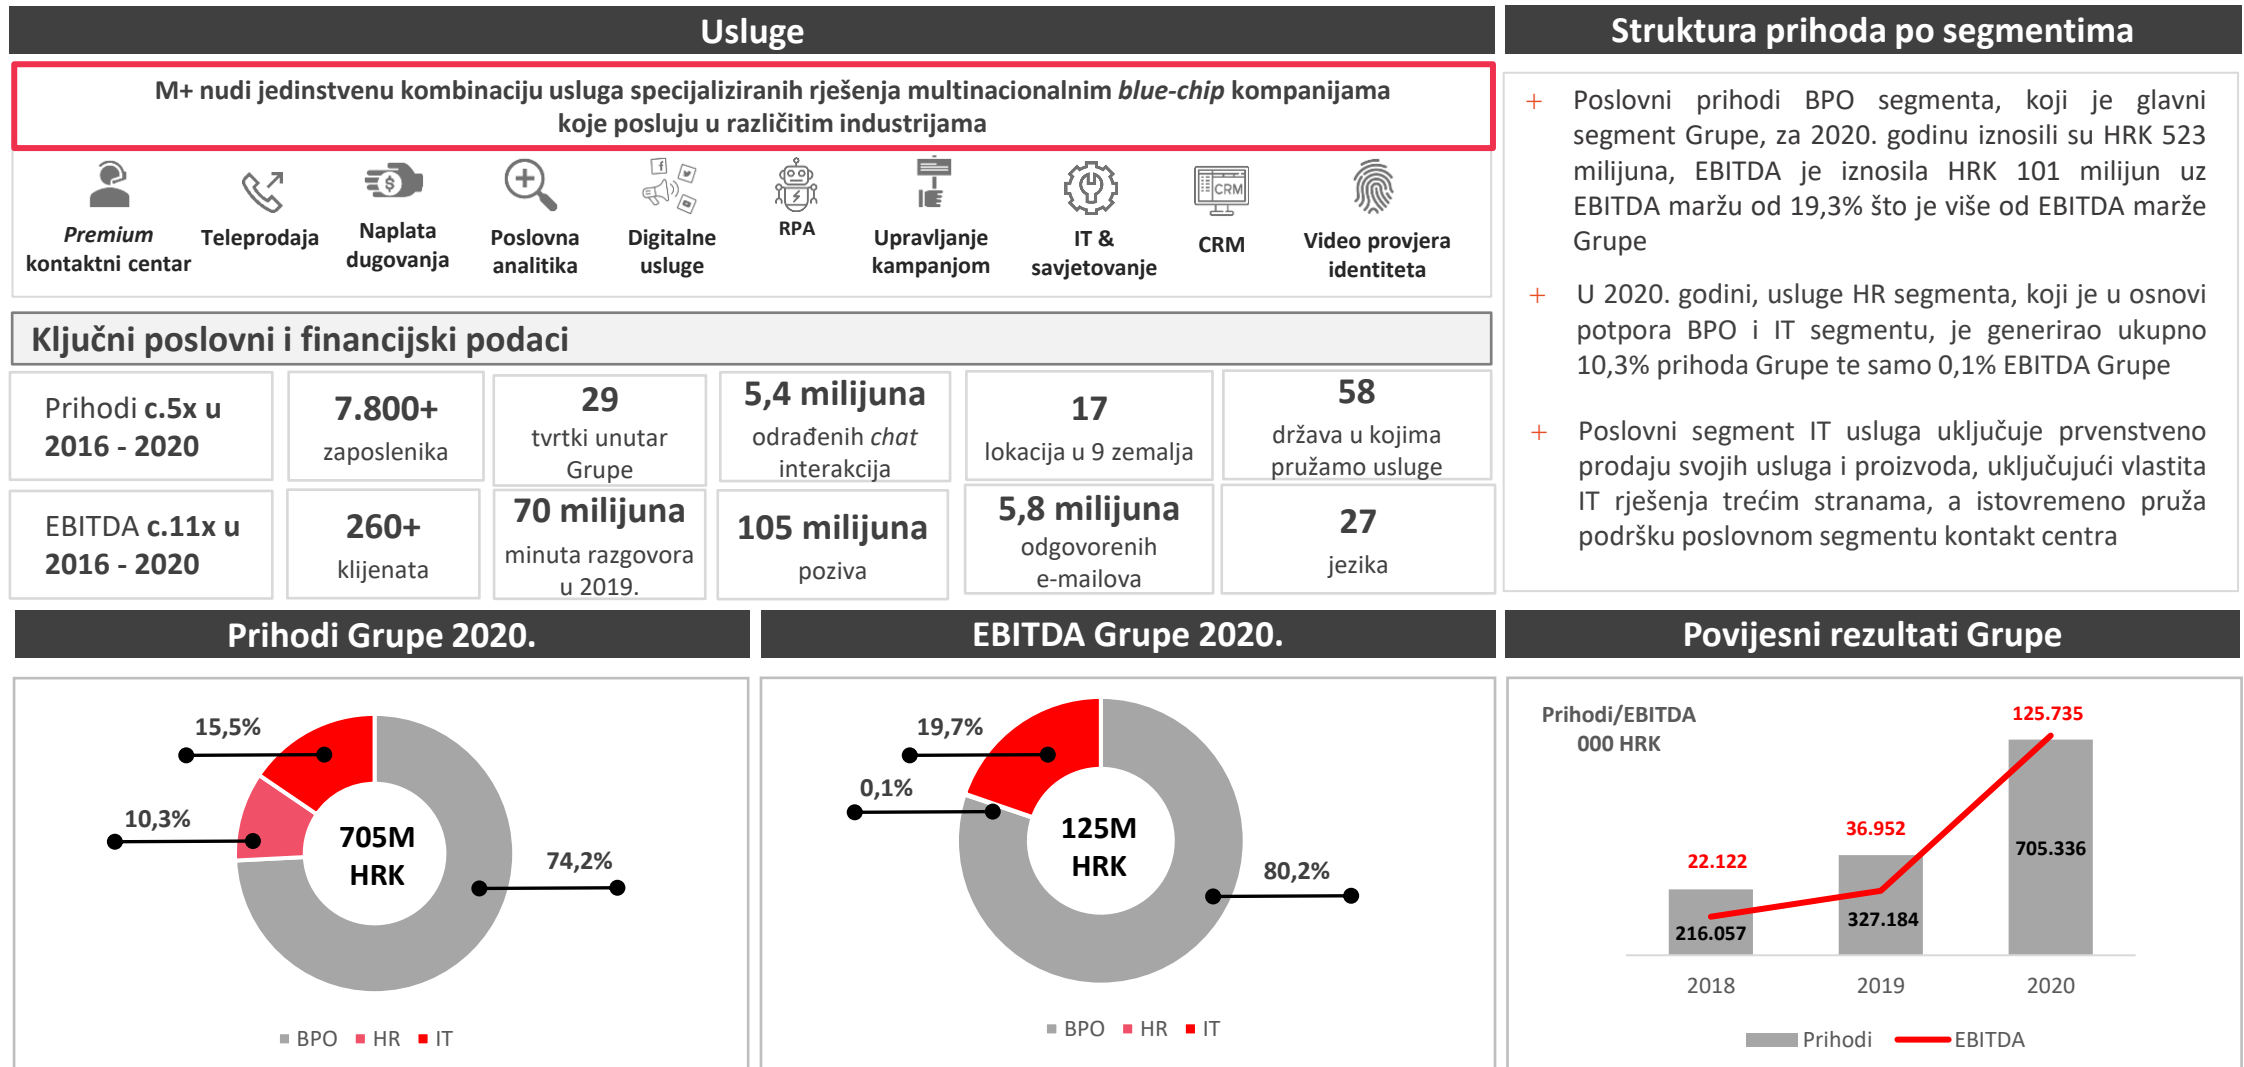 Usluge
M+ nudi jedinstvenu kombinaciju usluga specijaliziranih rješenja multinacionalnim blue-chip kompanijama
koje posluju u različitim industrijama
Premium
kontaktni centar
Teleprodaja
Naplata
dugovanja
Poslovna
analitika
Digitalne
usluge
RPA
Upravljanje
kampanjom
IT &
savjetovanje
CRM
CRM
Video provjera
identiteta
Ključni poslovni i financijski podaci
Prihodi c.5x u
2016 - 2020
7.800+
zaposlenika
29
tvrtki unutar
Grupe
5,4 milijuna
odrađenih chat
interakcija
17
lokacija u 9 zemalja
58
država u kojima
pružamo usluge
EBITDA c.11x u
2016 - 2020
260+
klijenata
70 milijuna
minuta razgovora
u 2019.
105 milijuna
poziva
5,8 milijuna
odgovorenih
e-mailova
27
jezika
Struktura prihoda po segmentima
+ Poslovni prihodi BPO segmenta, koji je glavni
segment Grupe, za 2020. godinu iznosili su HRK 523
milijuna, EBITDA je iznosila HRK 101 milijun uz
EBITDA maržu od 19,3% što je više od EBITDA marže
Grupe
+ U 2020. godini, usluge HR segmenta, koji je u osnovi
potpora BPO i IT segmentu, je generirao ukupno
10,3% prihoda Grupe te samo 0,1% EBITDA Grupe
+ Poslovni segment IT usluga uključuje prvenstveno
prodaju svojih usluga i proizvoda, uključujući vlastita
IT rješenja trećim stranama, a istovremeno pruža
podršku poslovnom segmentu kontakt centra
Prihodi Grupe 2020.
15,5%
10,3%
705M
HRK
74,2%
BPO HR IT
EBITDA Grupe 2020.
19,7%
0,1%
125M
HRK
80,2%
BPO HR IT
Povijesni rezultati Grupe
Prihodi/EBITDA
000 HRK
125.735
36.952
22.122
705.336
327.184
216.057
2018 2019 2020
Prihodi EBITDA